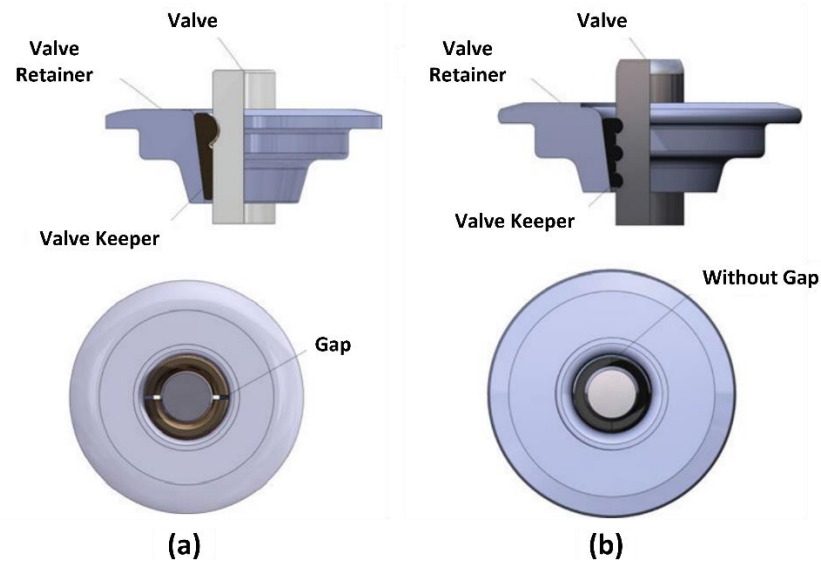 Valve
Valve
Retainer
Valve Keeper
Gap
(a)
Valve
Valve
Retainer
Valve Keeper
Without Gap
(b)